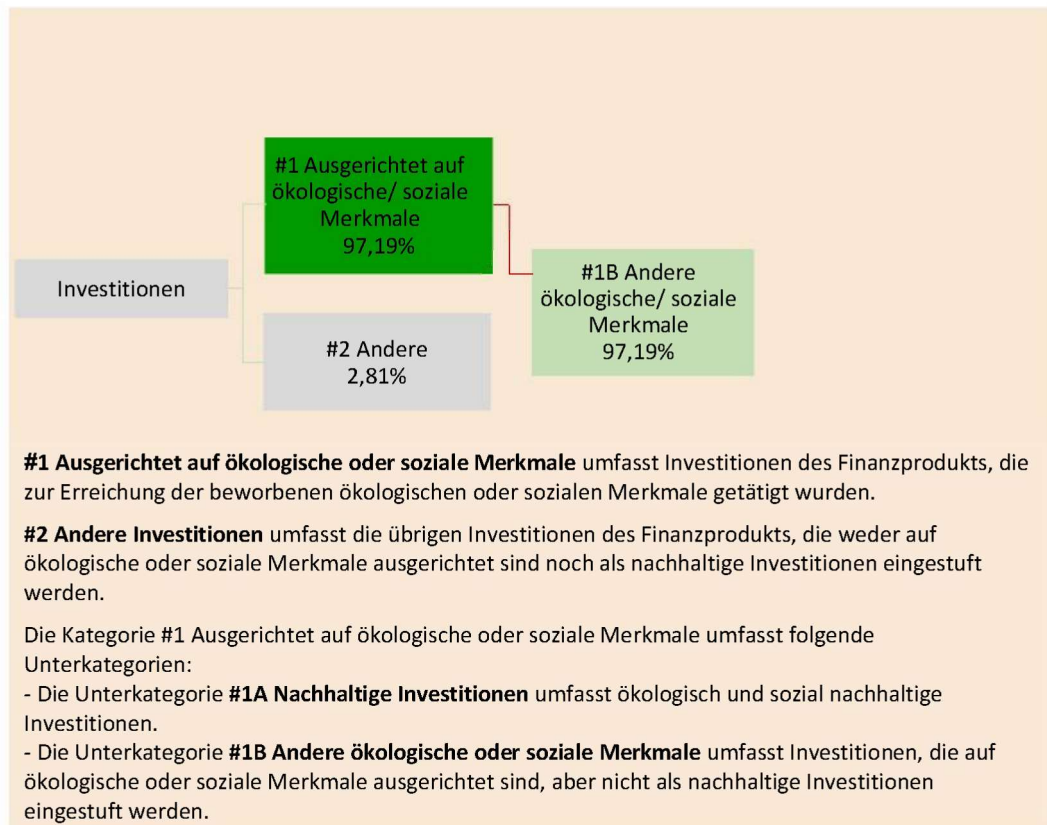 #1 Ausgerichtet auf
ökologische/ soziale
Merkmale
97,19%
Investitionen
#2 Andere
2,81%
#1B Andere
ökologische/ soziale
Merkmale
97,19%
#1 Ausgerichtet auf ökologische oder soziale Merkmale umfasst Investitionen des Finanzprodukts, die
zur Erreichung der beworbenen ökologischen oder sozialen Merkmale getätigt wurden.
#2 Andere Investitionen umfasst die übrigen Investitionen des Finanzprodukts, die weder auf
ökologische oder soziale Merkmale ausgerichtet sind noch als nachhaltige Investitionen eingestuft
werden.
Die Kategorie #1 Ausgerichtet auf ökologische oder soziale Merkmale umfasst folgende
Unterkategorien:
- Die Unterkategorie #1A Nachhaltige Investitionen umfasst ökologisch und sozial nachhaltige
Investitionen.
- Die Unterkategorie #1B Andere ökologische oder soziale Merkmale umfasst Investitionen, die auf
ökologische oder soziale Merkmale ausgerichtet sind, aber nicht als nachhaltige Investitionen
eingestuft werden.